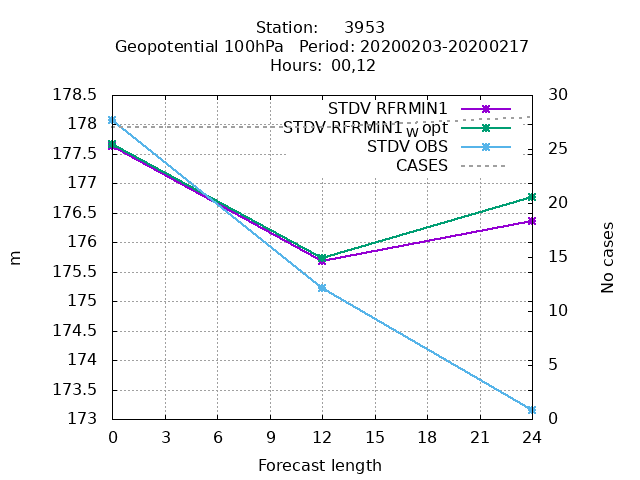 Station: 3953
Geopotential 100hPa Period: 20200203-20200217
Hours: 00,12
178.5
178
177.5
177
176.5
176
175.5
175
174.5
174
173.5
173
m
STDV RFRMIN1
STDV RFRMIN1 w opt
STDV OBS
CASES
30
25
20
15
10
5
0
No cases
0 3 6 9 12 15 18 21 24
Forecast length